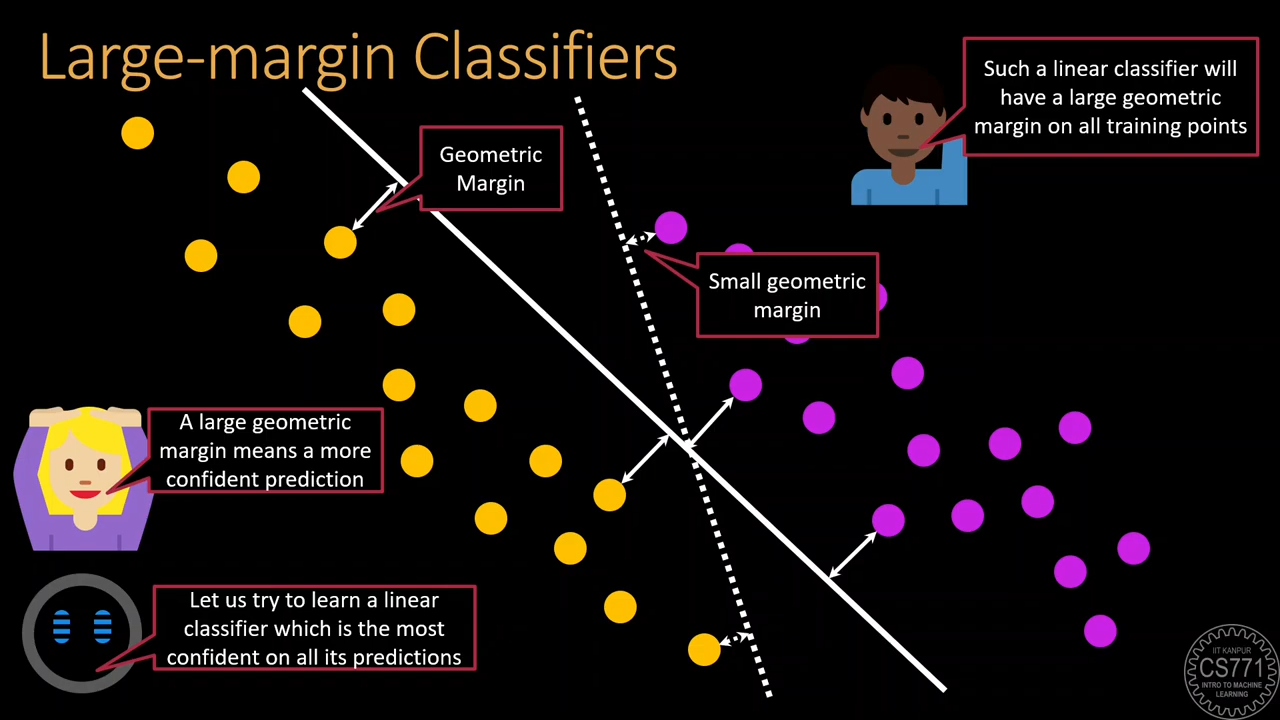 Large-margin Classifiers
Such a linear classifier will
have a large geometric
margin on all training points
Geometric
Margin
Small geometric
margin
A large geometric
margin means a more
confident prediction
Let us try to learn a linear
classifier which is the most
confident on all its predictions
IIT KANPUR
CS771
INTRO TO MACHINE
LEARNING